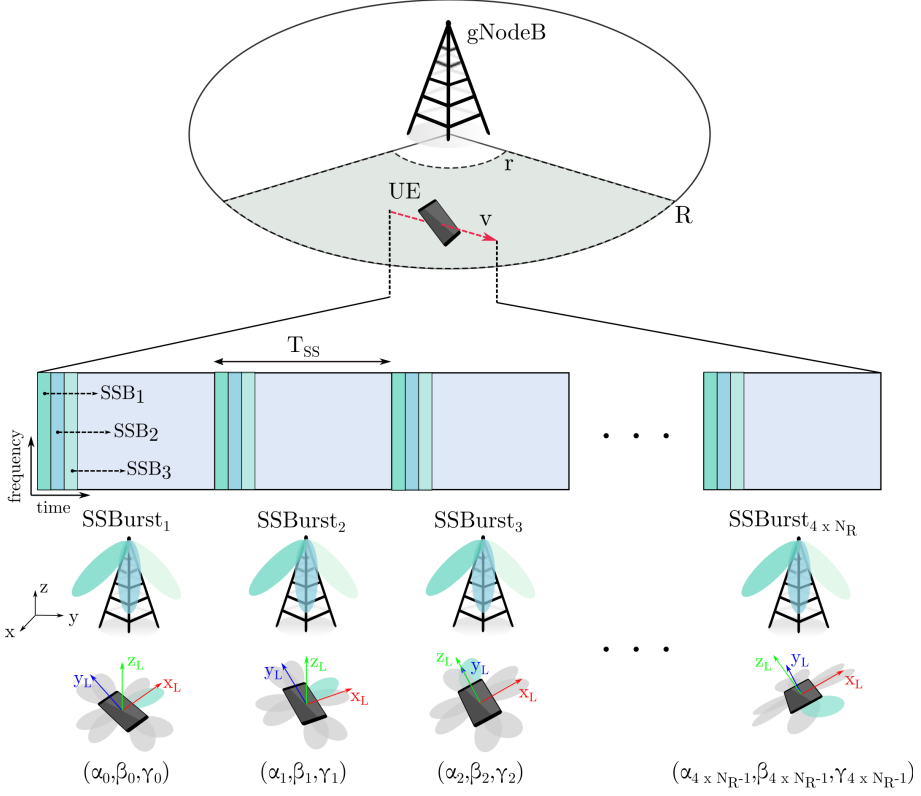 gNodeB
r
UE
v
R
T_SS
SSB_1
SSB_2
SSB_3
frequency
time
SSBurst_1
SSBurst_2
SSBurst_3
SSBurst_4 x N_R
z
y
x
z_L
y_L
x_L
z_L
y_L
x_L
z_L
y_L
x_L
z_L
y_L
x_L
(α_0,β_0,γ_0)
(α_1,β_1,γ_1)
(α_2,β_2,γ_2)
(α_4 x N_R-1,β_4 x N_R-1,γ_4 x N_R-1)